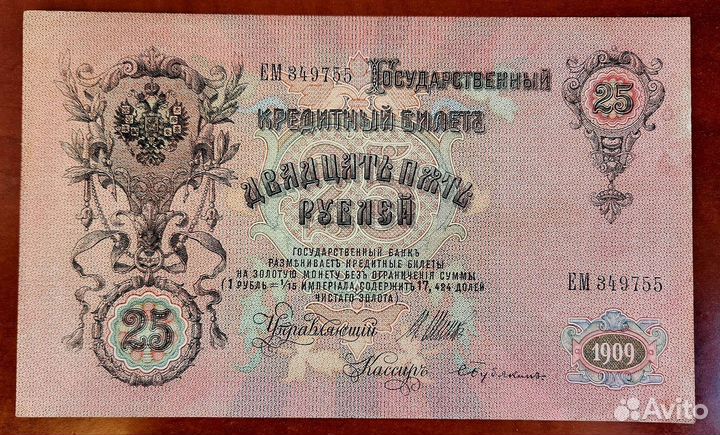 ЕМ 349755 Государственный
25
Кредитный Билетъ
Двадцать пять
рублей
ГОСУДАРСТВЕННЫЙ БАНКЪ
РАЗМѢНИВАЕТЪ КРЕДИТНЫЕ БИЛЕТЫ
НА ЗОЛОТУЮ МОНЕТУ БЕЗЪ ОГРАНИЧЕНІЯ СУММЫ
(1 РУБЛЬ = 1/15 ИМПЕРІАЛА, СОДЕРЖИТЪ 17,424 ДОЛЕЙ
ЧИСТАГО ЗОЛОТА).
ЕМ 349755
25
Управляющій
Кассиръ
1909
Avito